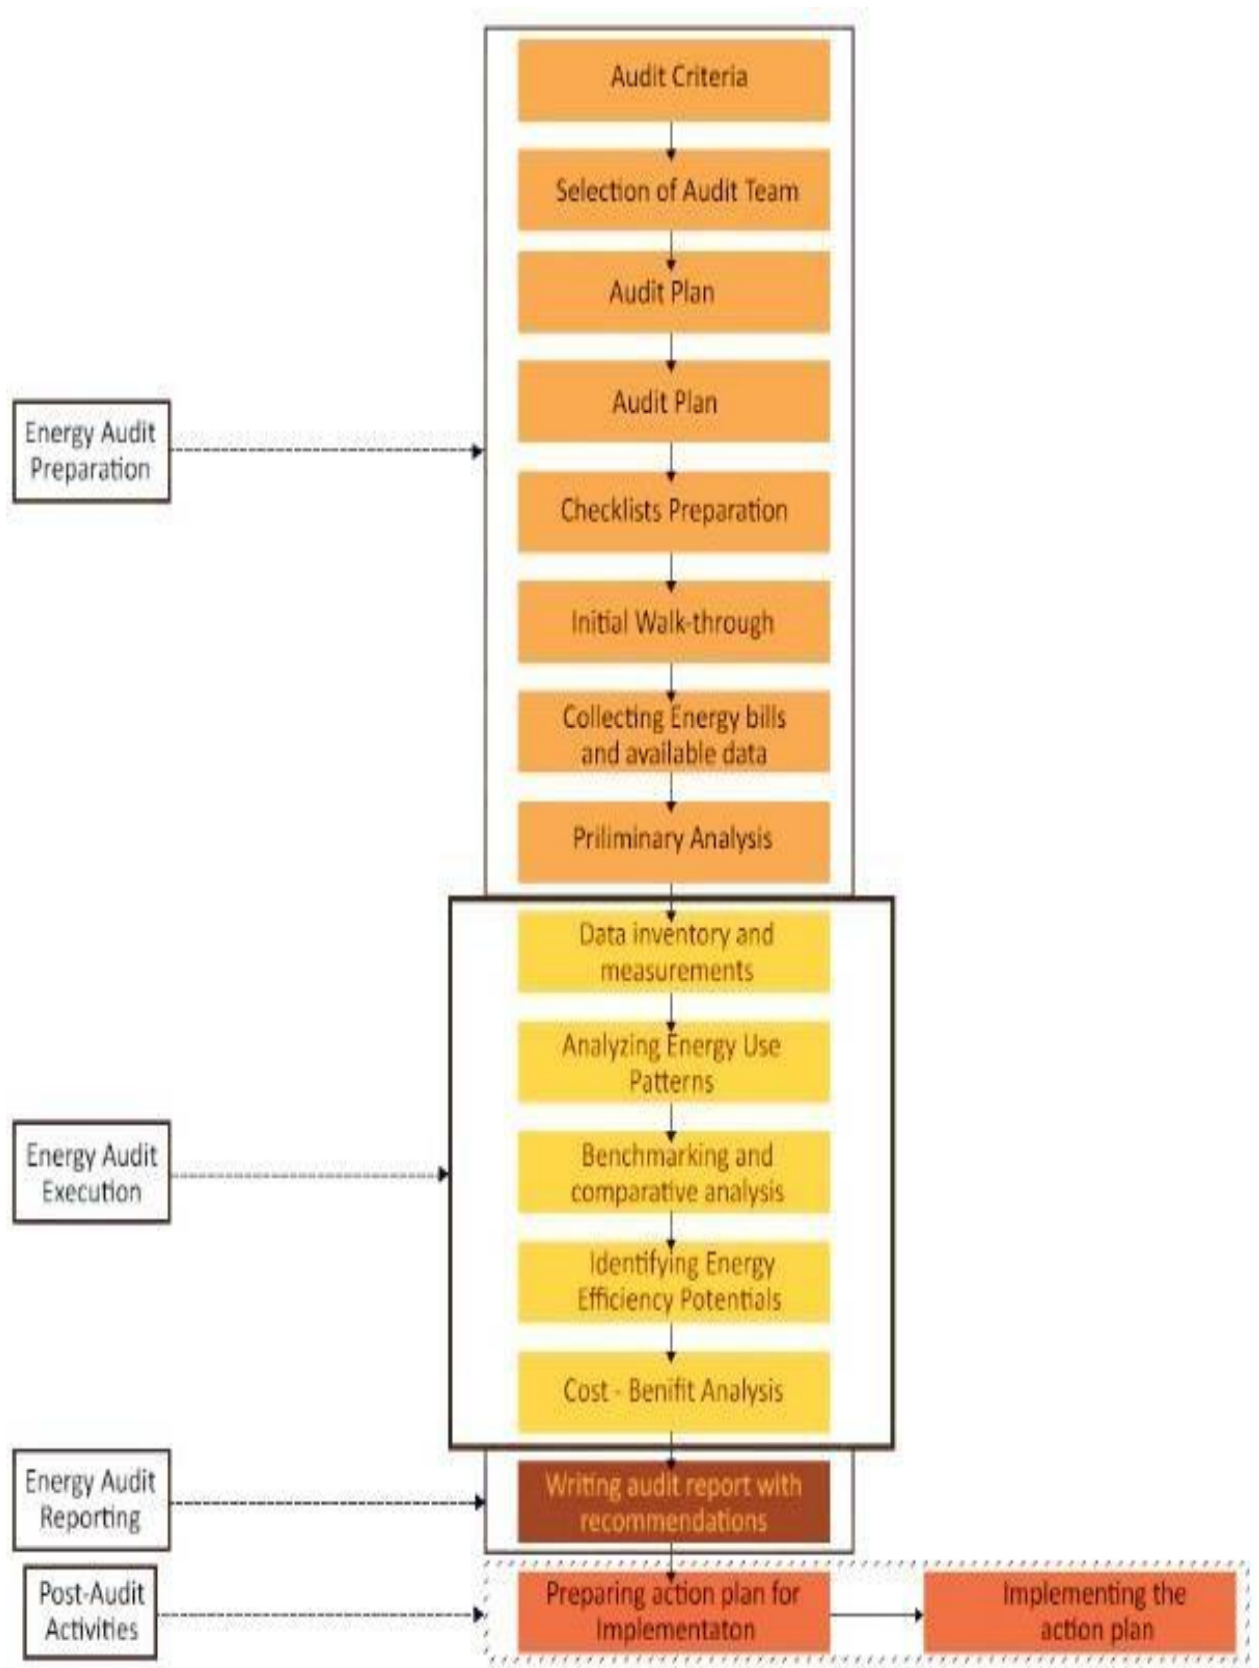 Audit Criteria
Selection of Audit Team
Audit Plan
Audit Plan
Energy Audit
Preparation
Checklists Preparation
Initial Walk-through
Collecting Energy bills
and available data
Priliminary Analysis
Data inventory and
measurements
Analyzing Energy Use
Patterns
Energy Audit
Execution
Benchmarking and
comparative analysis
Identifying Energy
Efficiency Potentials
Cost - Benifit Analysis
Energy Audit
Reporting
Writing audit report with
recommendations
Post-Audit
Activities
Preparing action plan for
Implementaton
Implementing the
action plan